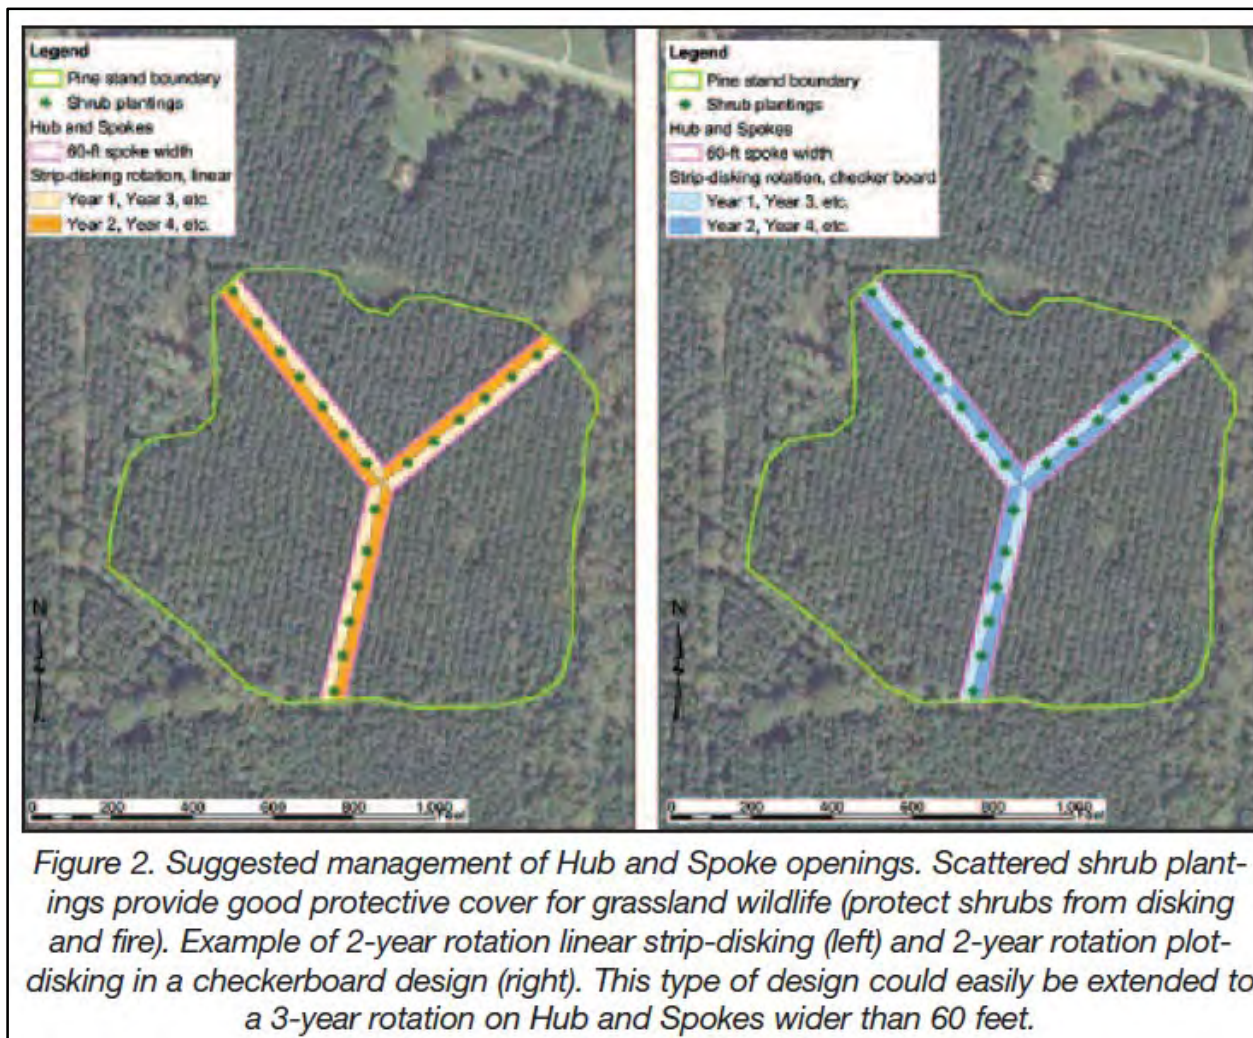 Legend
Pine stand boundary
Shrub plantings
Hub and Spokes
60-ft spoke width
Strip-disking rotation, linear
Year 1, Year 3, etc.
Year 2, Year 4, etc.
N
0 200 400 600 800 1,000
Legend
Pine stand boundary
Shrub plantings
Hub and Spokes
60-ft spoke width
Strip-disking rotation, checker board
Year 1, Year 3, etc.
Year 2, Year 4, etc.
N
0 200 400 600 800 1,000
Figure 2. Suggested management of Hub and Spoke openings. Scattered shrub plant-
ings provide good protective cover for grassland wildlife (protect shrubs from disking
and fire). Example of 2-year rotation linear strip-disking (left) and 2-year rotation plot-
disking in a checkerboard design (right). This type of design could easily be extended to
a 3-year rotation on Hub and Spokes wider than 60 feet.